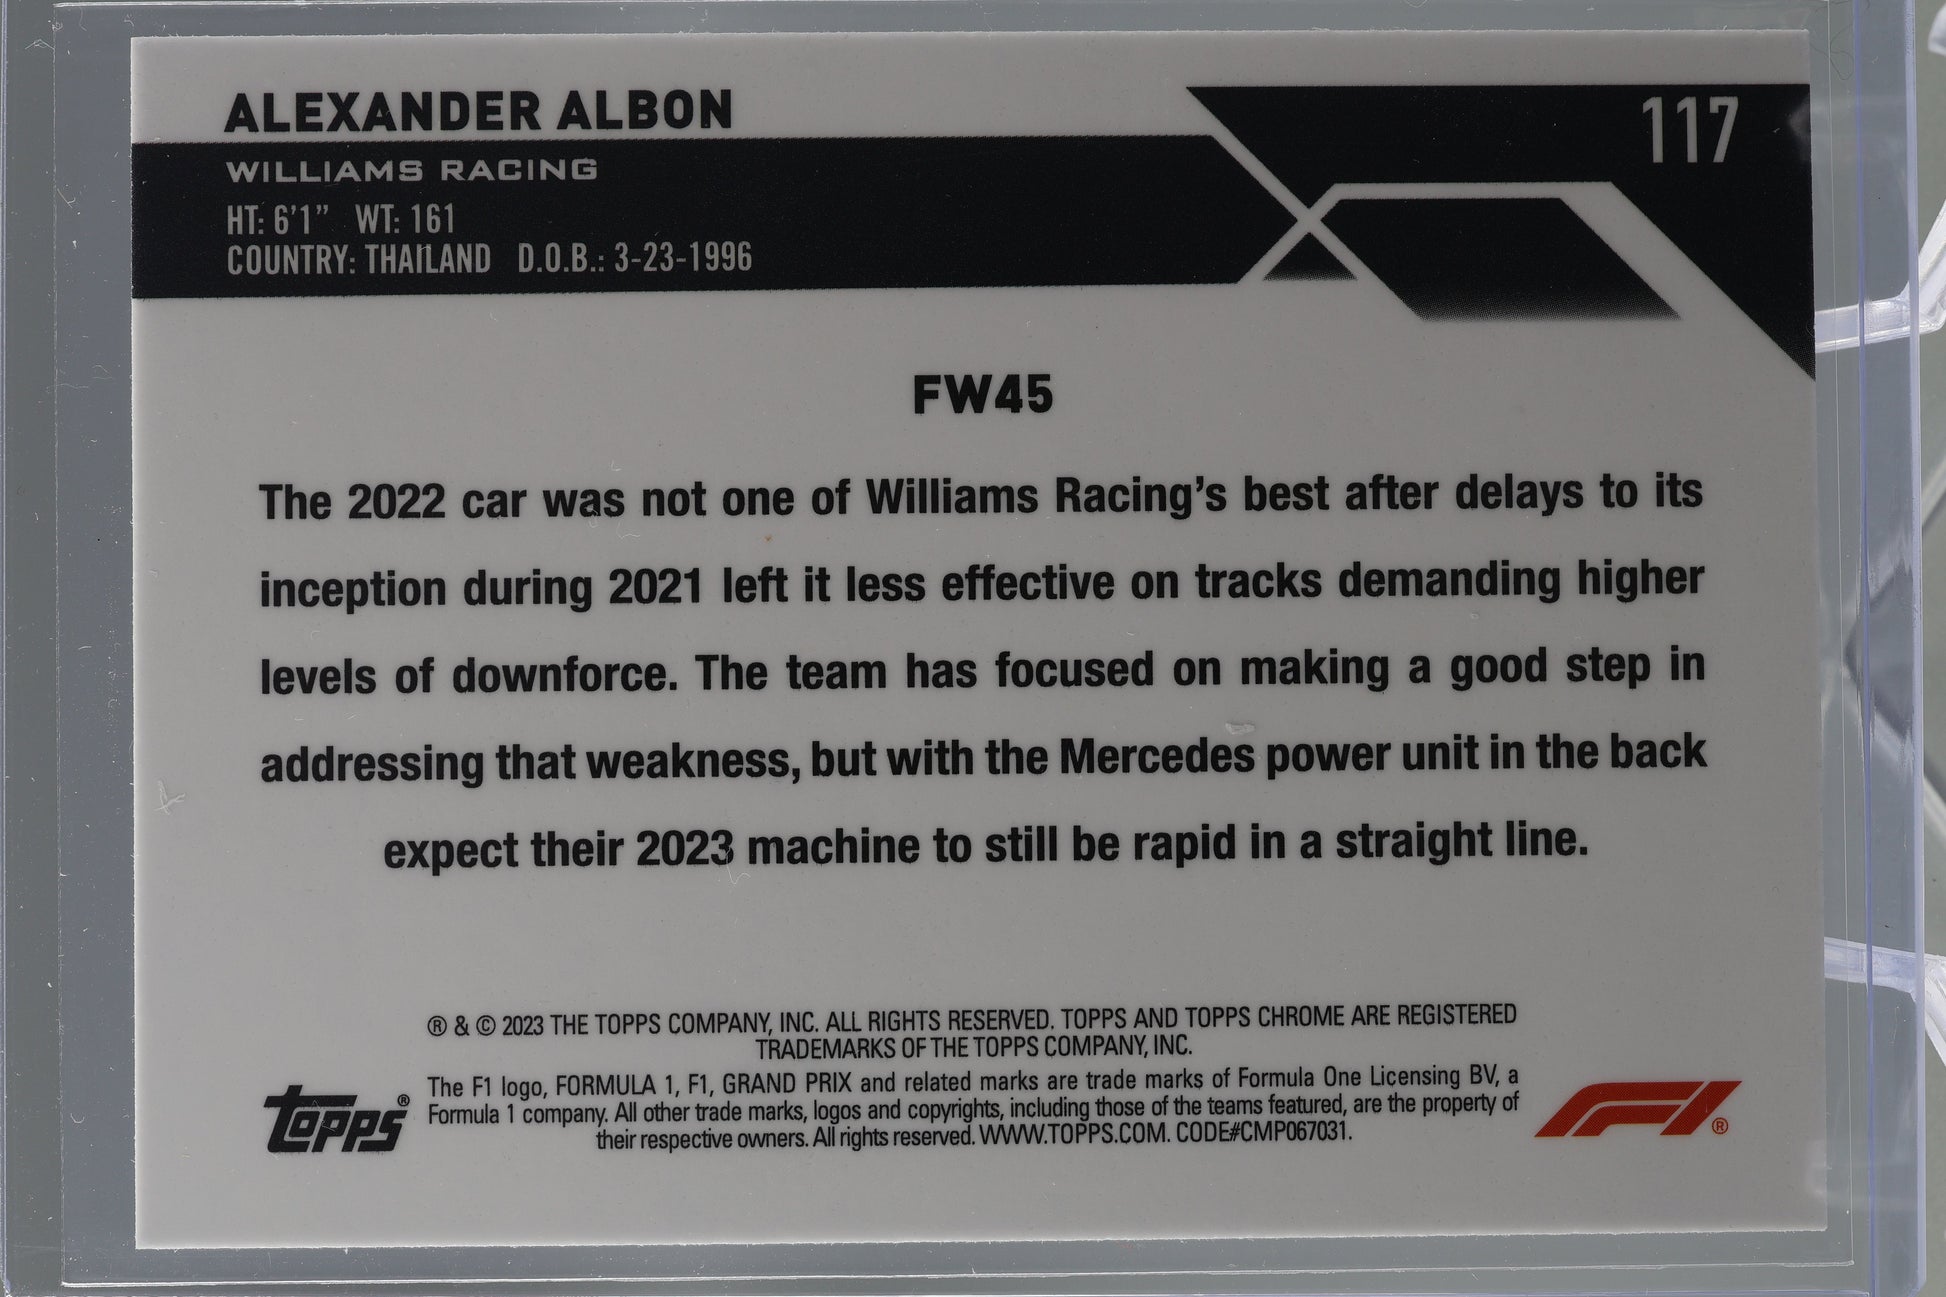 ALEXANDER ALBON
117
WILLIAMS RACING
HT: 6'1” WT: 161
COUNTRY: THAILAND D.O.B.: 3-23-1996
FW45
The 2022 car was not one of Williams Racing’s best after delays to its
inception during 2021 left it less effective on tracks demanding higher
levels of downforce. The team has focused on making a good step in
addressing that weakness, but with the Mercedes power unit in the back
expect their 2023 machine to still be rapid in a straight line.
® & © 2023 THE TOPPS COMPANY, INC. ALL RIGHTS RESERVED. TOPPS AND TOPPS CHROME ARE REGISTERED
TRADEMARKS OF THE TOPPS COMPANY, INC.
The F1 logo, FORMULA 1, F1, GRAND PRIX and related marks are trade marks of Formula One Licensing BV, a
Formula 1 company. All other trade marks, logos and copyrights, including those of the teams featured, are the property of
their respective owners. All rights reserved. WWW.TOPPS.COM. CODE#CMP067031.
TOPPS®
F1®